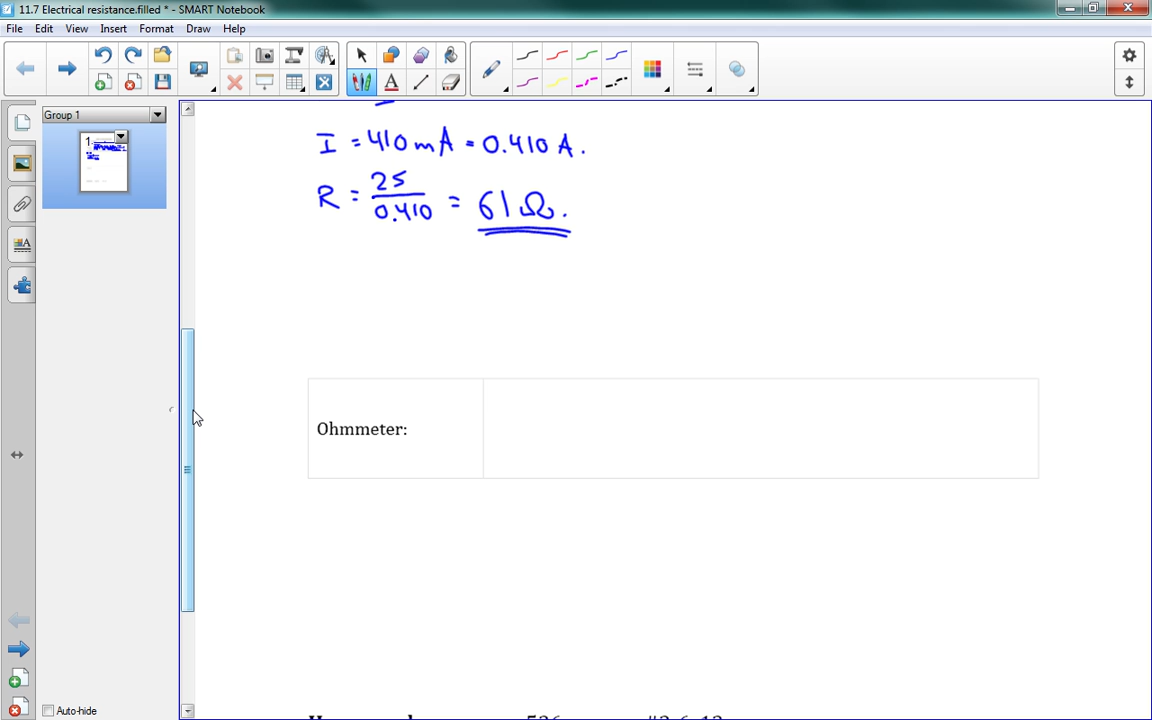 11.7 Electrical resistance.filled * - SMART Notebook
File Edit View Insert Format Draw Help
Group 1
1
I = 410 mA = 0.410 A.
R = 25 / 0.410 = 61 Ω.
Ohmmeter:
Auto-hide